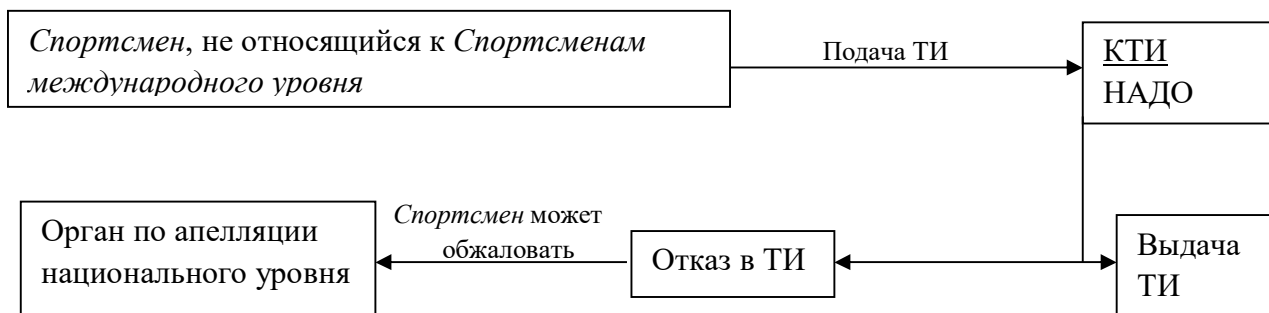 Спортсмен, не относящийся к Спортсменам
международного уровня
Подача ТИ
КТИ
НАДО
Орган по апелляции
национального уровня
Спортсмен может
обжаловать
Отказ в ТИ
Выдача
ТИ